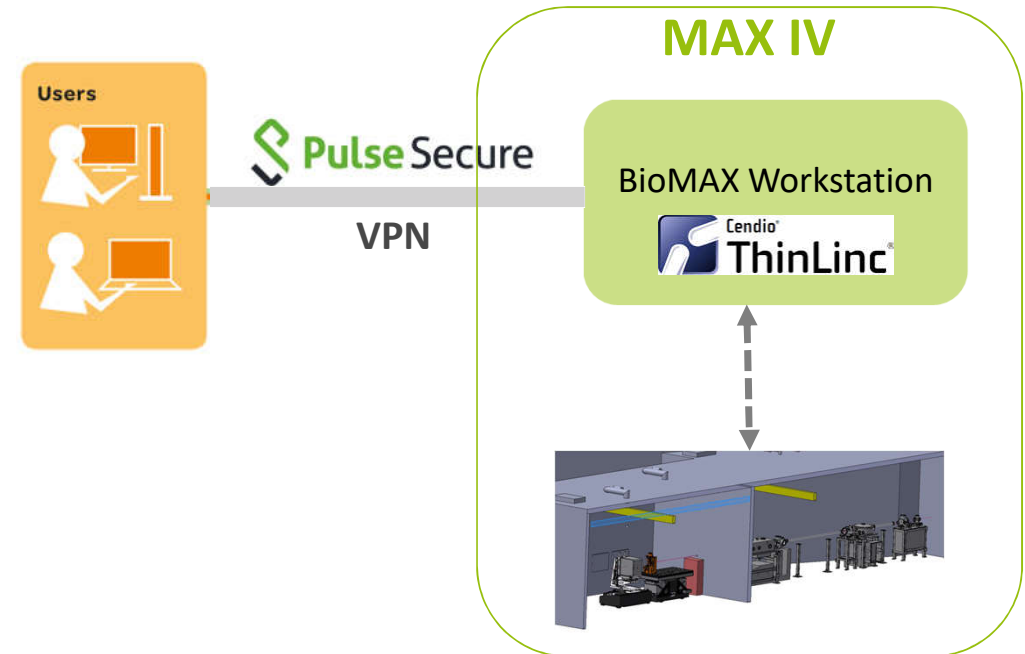 MAX IV
Users
Pulse Secure
VPN
BioMAX Workstation
Cendio®
ThinLinc®